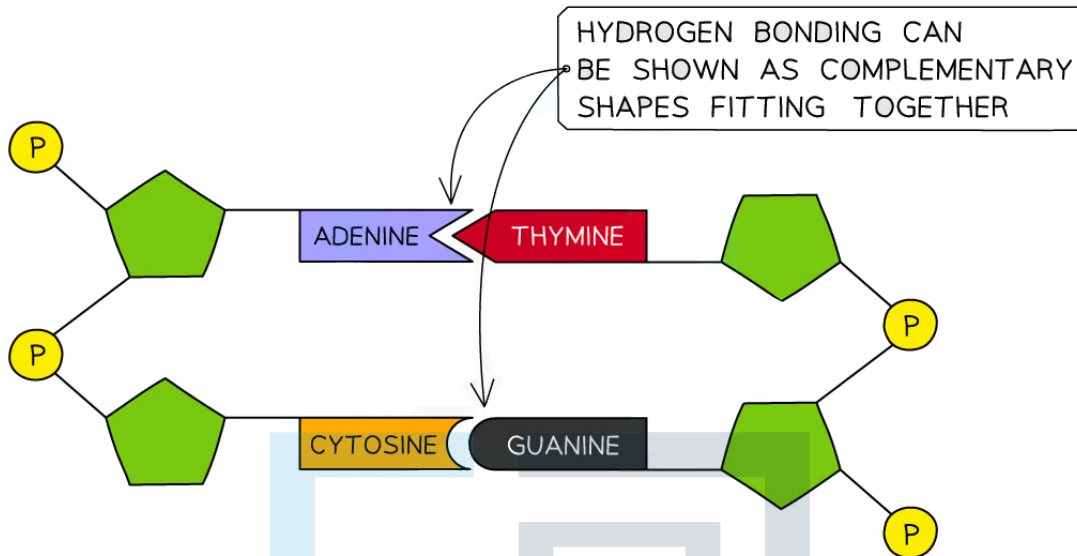 HYDROGEN BONDING CAN
BE SHOWN AS COMPLEMENTARY
SHAPES FITTING TOGETHER
P
ADENINE THYMINE
P
P
CYTOSINE GUANINE
P